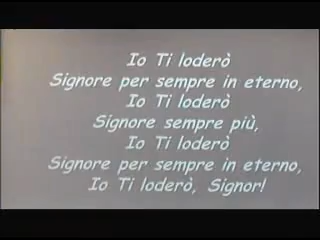 Io Ti loderò
Signore per sempre in eterno,
Io Ti loderò
Signore sempre più,
Io Ti loderò
Signore per sempre in eterno,
Io Ti loderò, Signor!